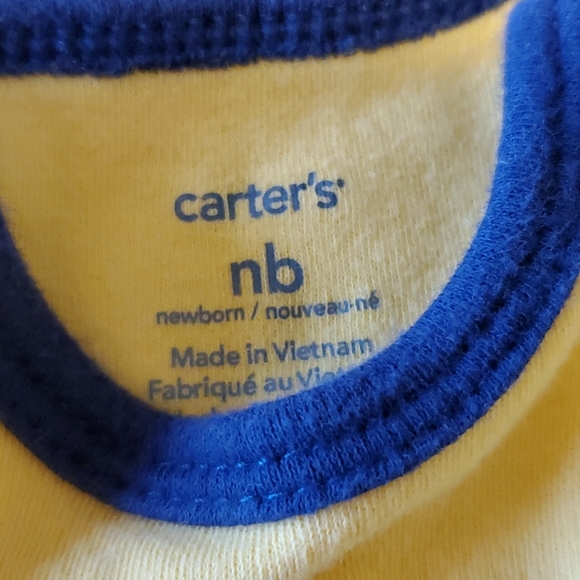 carter's
nb
newborn / nouveau-né
Made in Vietnam
Fabriqué au